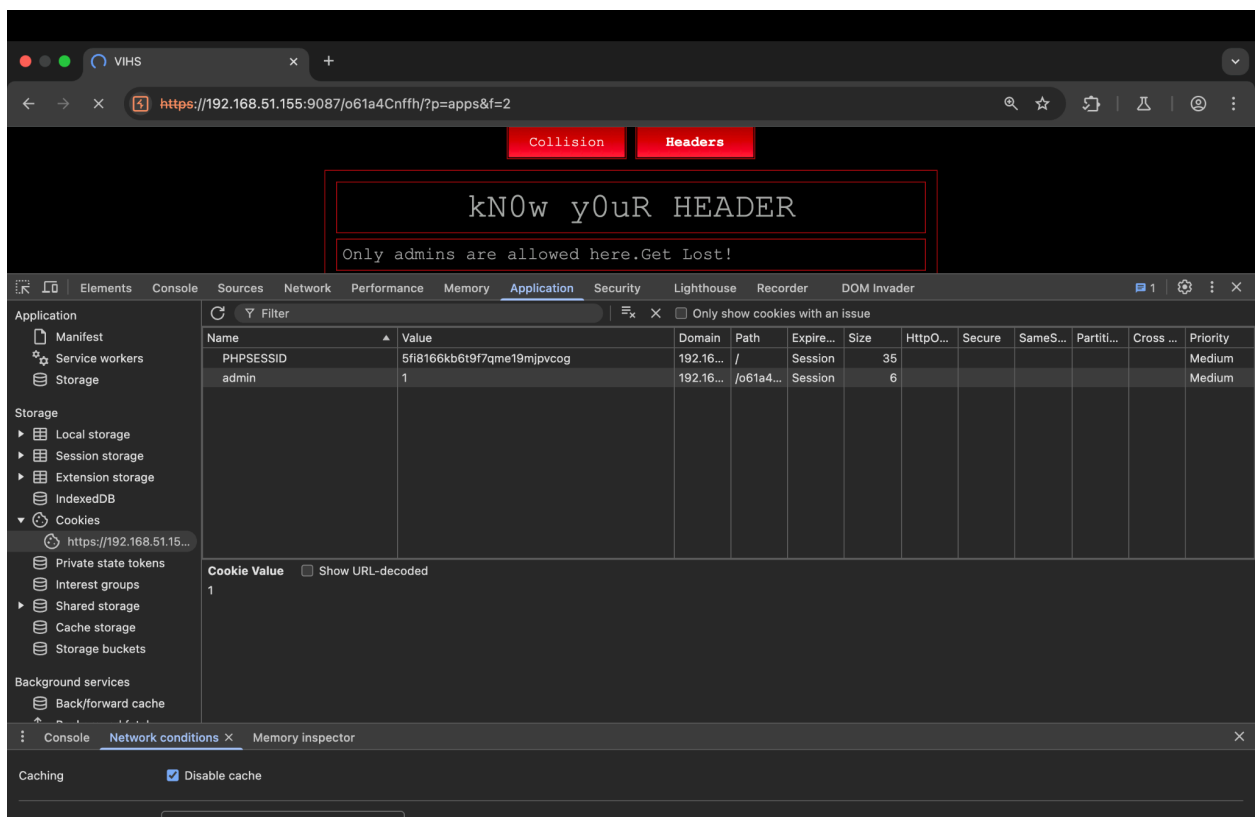 VIHS
https://192.168.51.155:9087/o61a4Cnffh/?p=apps&f=2
Collision Headers
kN0w y0uR HEADER
Only admins are allowed here.Get Lost!
Elements Console Sources Network Performance Memory Application Security Lighthouse Recorder DOM Invader 1
Application Filter Only show cookies with an issue
Manifest Name Value Domain Path Expire... Size HttpO... Secure SameS... Partiti... Cross ... Priority
Service workers PHPSESSID 5fi8166kb6t9f7qme19mjpvcog 192.16... / Session 35 Medium
Storage admin 1 192.16... /o61a4... Session 6 Medium
Storage
Local storage
Session storage
Extension storage
IndexedDB
Cookies
https://192.168.51.15...
Private state tokens Cookie Value Show URL-decoded
Interest groups 1
Shared storage
Cache storage
Storage buckets
Background services
Back/forward cache
Console Network conditions Memory inspector
Caching Disable cache